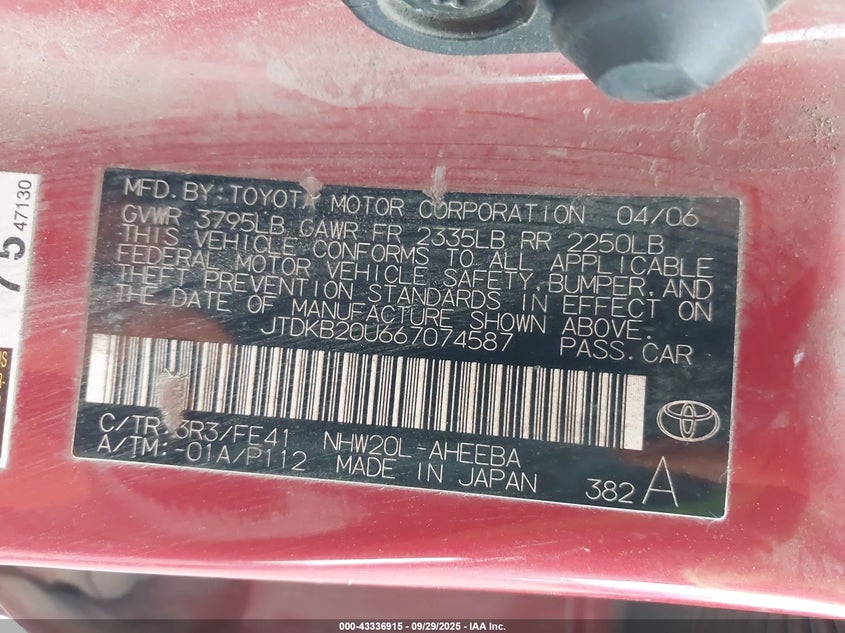 MFD.BY:TOYOTA MOTOR CORPORATION 04/06
GVWR 3795LB GAWR FR 2335LB RR 2250LB
THIS VEHICLE CONFORMS TO ALL APPLICABLE
FEDERAL MOTOR VEHICLE SAFETY,BUMPER,AND
THEFT PREVENTION STANDARDS IN EFFECT ON
THE DATE OF MANUFACTURE SHOWN ABOVE.
JTDKB20U667074587 PASS.CAR
C/TR:3R3/FE41 NHW20L-AHEEBA
A/TM:-01A/P112 MADE IN JAPAN 382 A
75 47130
000-43336915 - 09/29/2025 - IAA Inc.